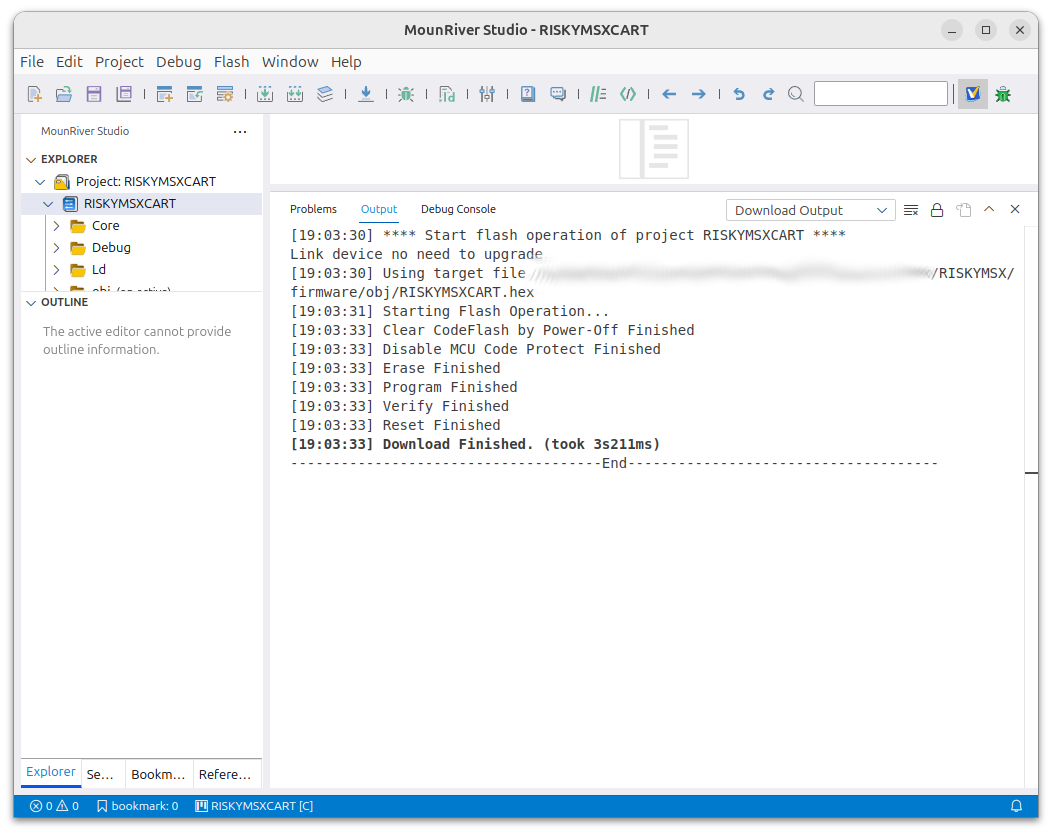 MounRiver Studio - RISKYMSXCART
File Edit Project Debug Flash Window Help
MounRiver Studio
EXPLORER
Project: RISKYMSXCART
RISKYMSXCART
Core
Debug
Ld
OUTLINE
The active editor cannot provide
outline information.
Explorer Se... Bookm... Refere...
Problems Output Debug Console Download Output
[19:03:30] **** Start flash operation of project RISKYMSXCART ****
Link device no need to upgrade
[19:03:30] Using target file /RISKYMSX/
firmware/obj/RISKYMSXCART.hex
[19:03:31] Starting Flash Operation...
[19:03:33] Clear CodeFlash by Power-Off Finished
[19:03:33] Disable MCU Code Protect Finished
[19:03:33] Erase Finished
[19:03:33] Program Finished
[19:03:33] Verify Finished
[19:03:33] Reset Finished
[19:03:33] Download Finished. (took 3s211ms)
-------------------------------------End-------------------------------------
0 0 bookmark: 0 RISKYMSXCART [C]